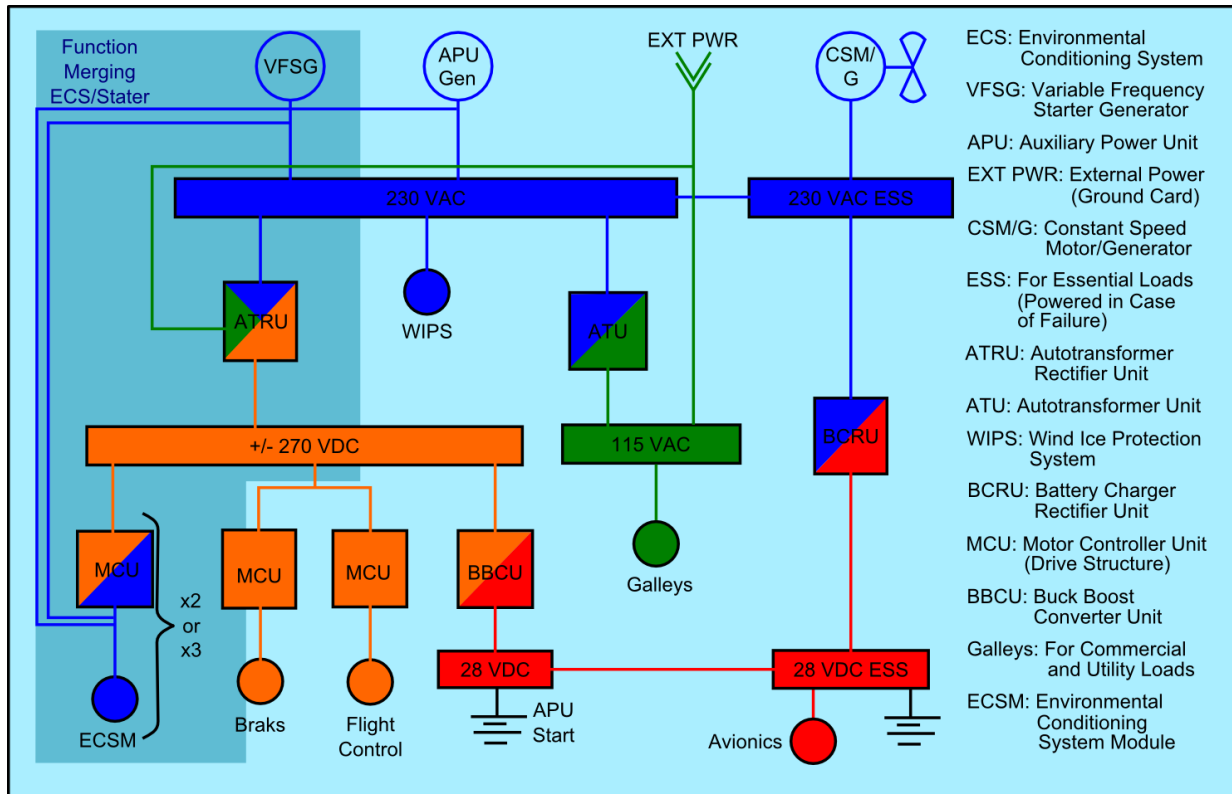 Function
Merging
ECS/Stater
VFSG
APU
Gen
EXT PWR
CSM/
G
230 VAC
230 VAC ESS
ATRU
WIPS
ATU
BCRU
+/- 270 VDC
115 VAC
MCU
MCU
MCU
BBCU
Galleys
x2
or
x3
28 VDC
28 VDC ESS
ECSM
Braks
Flight
Control
APU
Start
Avionics
ECS: Environmental
Conditioning System
VFSG: Variable Frequency
Starter Generator
APU: Auxiliary Power Unit
EXT PWR: External Power
(Ground Card)
CSM/G: Constant Speed
Motor/Generator
ESS: For Essential Loads
(Powered in Case
of Failure)
ATRU: Autotransformer
Rectifier Unit
ATU: Autotransformer Unit
WIPS: Wind Ice Protection
System
BCRU: Battery Charger
Rectifier Unit
MCU: Motor Controller Unit
(Drive Structure)
BBCU: Buck Boost
Converter Unit
Galleys: For Commercial
and Utility Loads
ECSM: Environmental
Conditioning
System Module